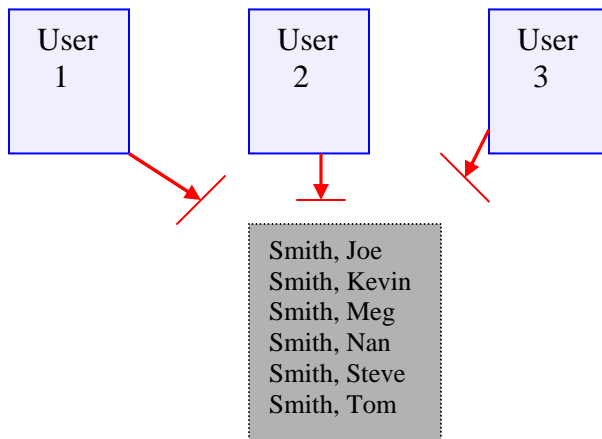 User
1
User
2
User
3
Smith, Joe
Smith, Kevin
Smith, Meg
Smith, Nan
Smith, Steve
Smith, Tom